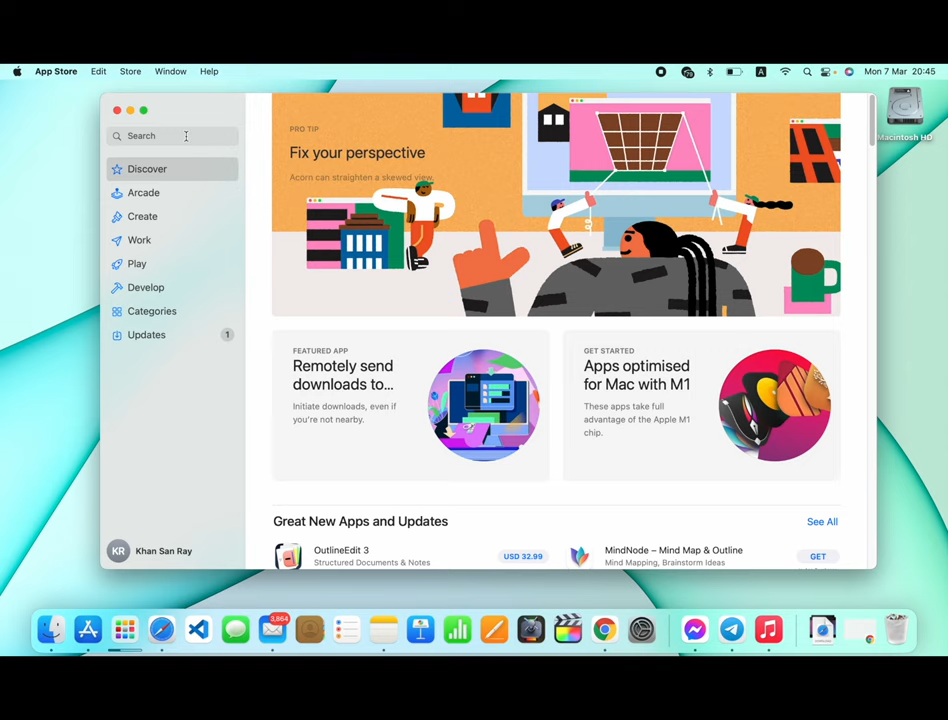 App Store Edit Store Window Help
A Mon 7 Mar 20:45
Macintosh HD
Search
Discover
Arcade
Create
Work
Play
Develop
Categories
Updates 1
KR Khan San Ray
PRO TIP
Fix your perspective
Acorn can straighten a skewed view.
FEATURED APP
Remotely send
downloads to...
Initiate downloads, even if
you're not nearby.
GET STARTED
Apps optimised
for Mac with M1
These apps take full
advantage of the Apple M1
chip.
Great New Apps and Updates See All
OutlineEdit 3
Structured Documents & Notes
USD 32.99
MindNode – Mind Map & Outline
Mind Mapping, Brainstorm Ideas
GET
3,864